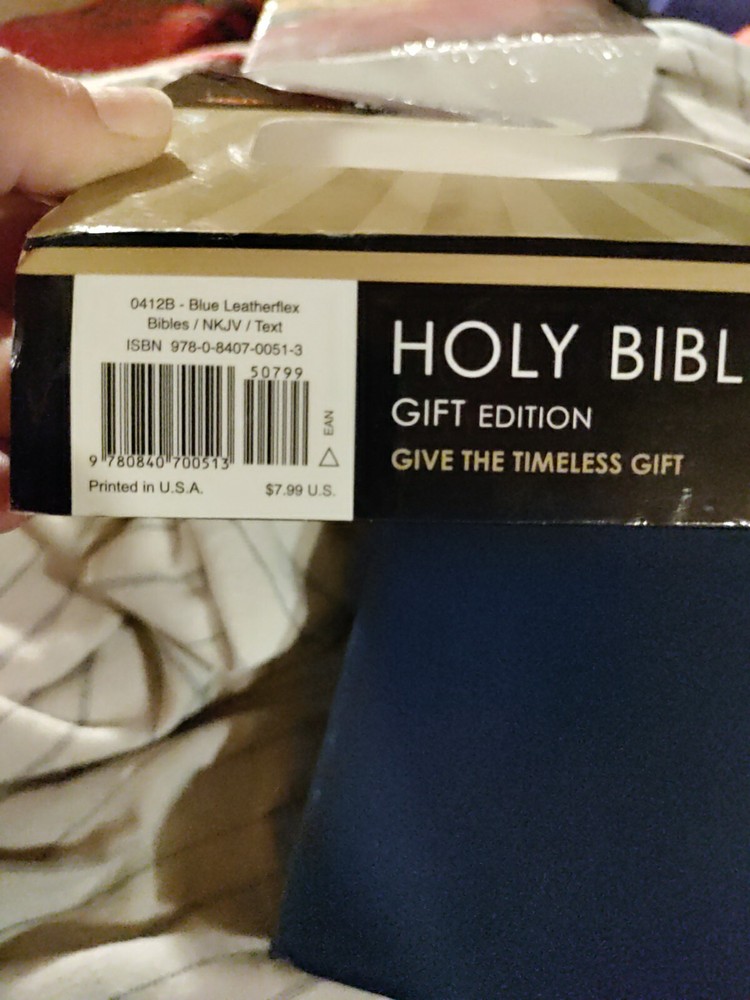 0412B - Blue Leatherflex
Bibles / NKJV / Text
ISBN 978-0-8407-0051-3
50799
EAN
9 780840 700513
Printed in U.S.A.
$7.99 U.S.
HOLY BIBL
GIFT EDITION
GIVE THE TIMELESS GIFT